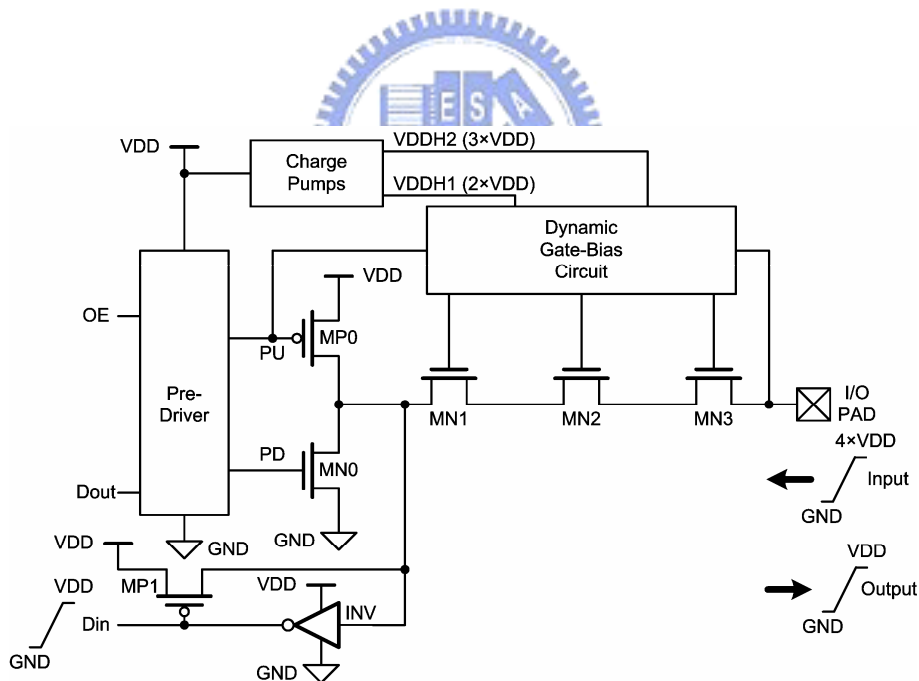 ESA
VDD
Charge
Pumps
VDDH2 (3×VDD)
VDDH1 (2×VDD)
Dynamic
Gate-Bias
Circuit
VDD
OE
PU
MP0
Pre-
Driver
MN1
MN2
MN3
I/O
PAD
PD
MN0
4×VDD
Input
GND
Dout
GND
GND
VDD
VDD
MP1
VDD
VDD
Output
GND
Din
INV
GND
GND